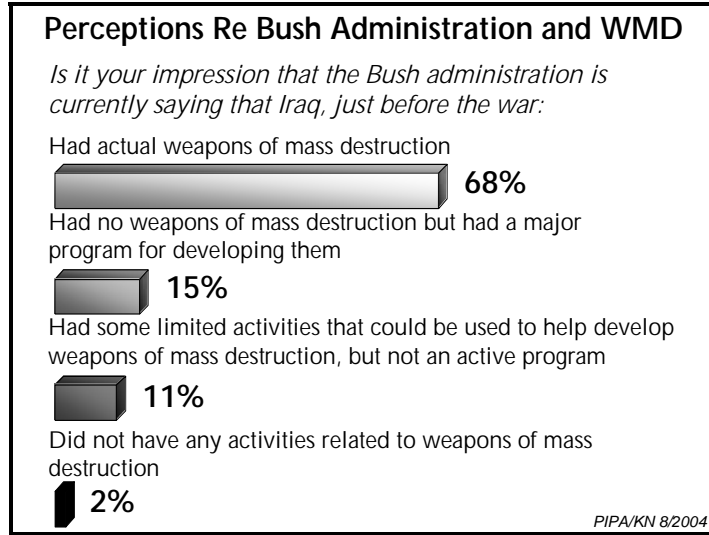 Perceptions Re Bush Administration and WMD
Is it your impression that the Bush administration is
currently saying that Iraq, just before the war:
Had actual weapons of mass destruction
68%
Had no weapons of mass destruction but had a major
program for developing them
15%
Had some limited activities that could be used to help develop
weapons of mass destruction, but not an active program
11%
Did not have any activities related to weapons of mass
destruction
2%
PIPA/KN 8/2004